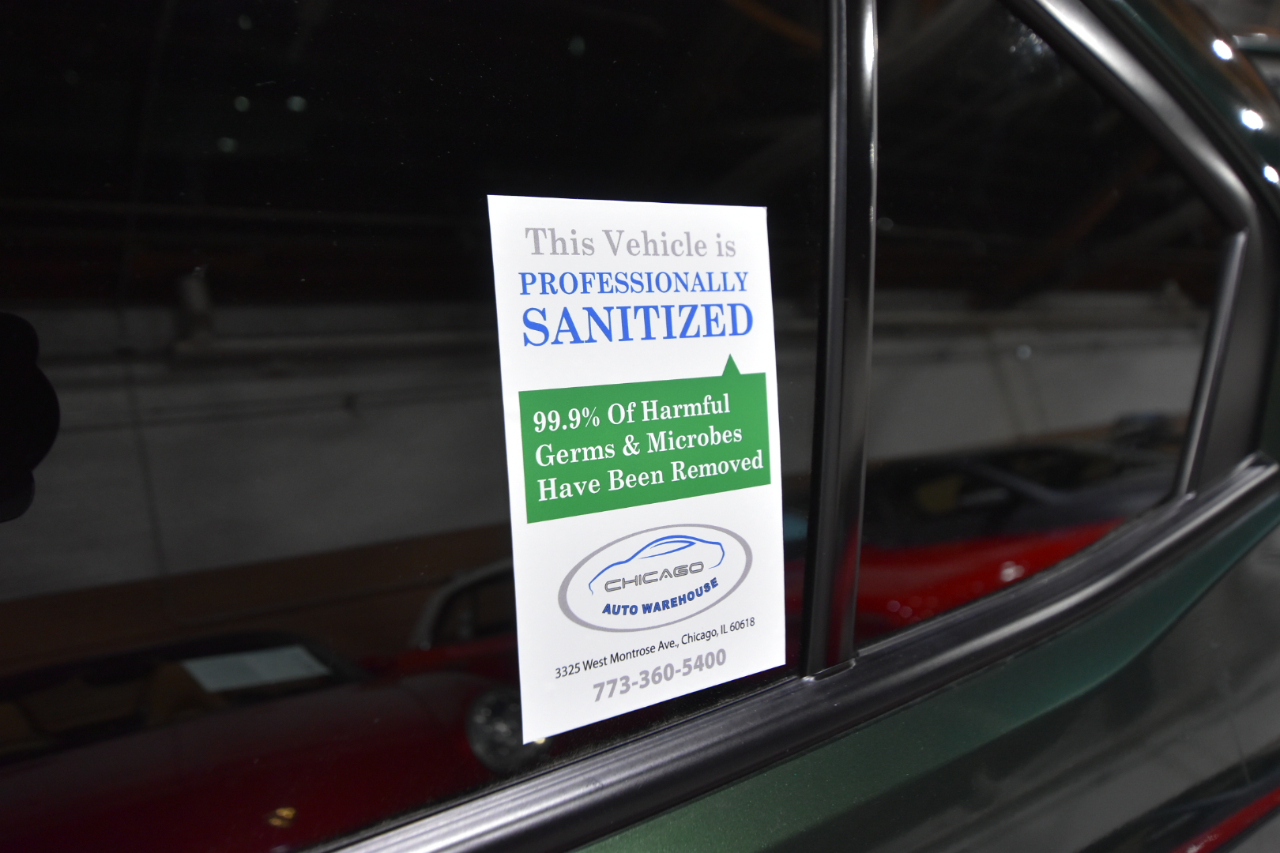 This Vehicle is
PROFESSIONALLY
SANITIZED
99.9% Of Harmful
Germs & Microbes
Have Been Removed
CHICAGO
AUTO WAREHOUSE
3325 West Montrose Ave., Chicago, IL 60618
773-360-5400